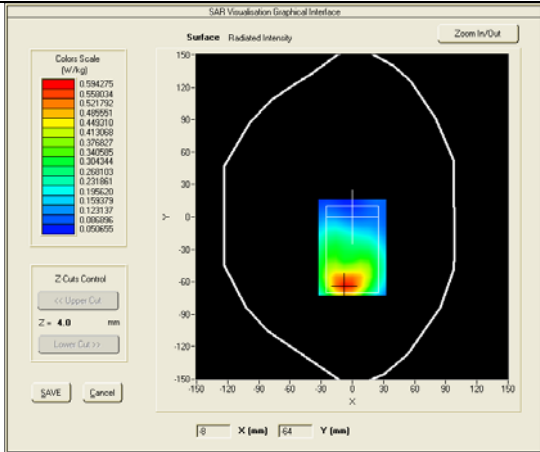 SAR Visualisation Graphical Interface
Surface Radiated Intensity
Zoom In/Out
Colors Scale
(W/kg)
0.594275
0.558034
0.521792
0.485551
0.449310
0.413068
0.376827
0.340585
0.304344
0.268103
0.231861
0.195620
0.159379
0.123137
0.086896
0.050655
Z Cuts Control
<< Upper Cut
Z = 4.0 mm
Lower Cut >>
SAVE Cancel
150-
120-
90-
60-
30-
0-
-30-
-60-
-90-
-120-
-150-
Y
-150 -120 -90 -60 -30 0 30 60 90 120 150
X
-8 X (mm) -64 Y (mm)